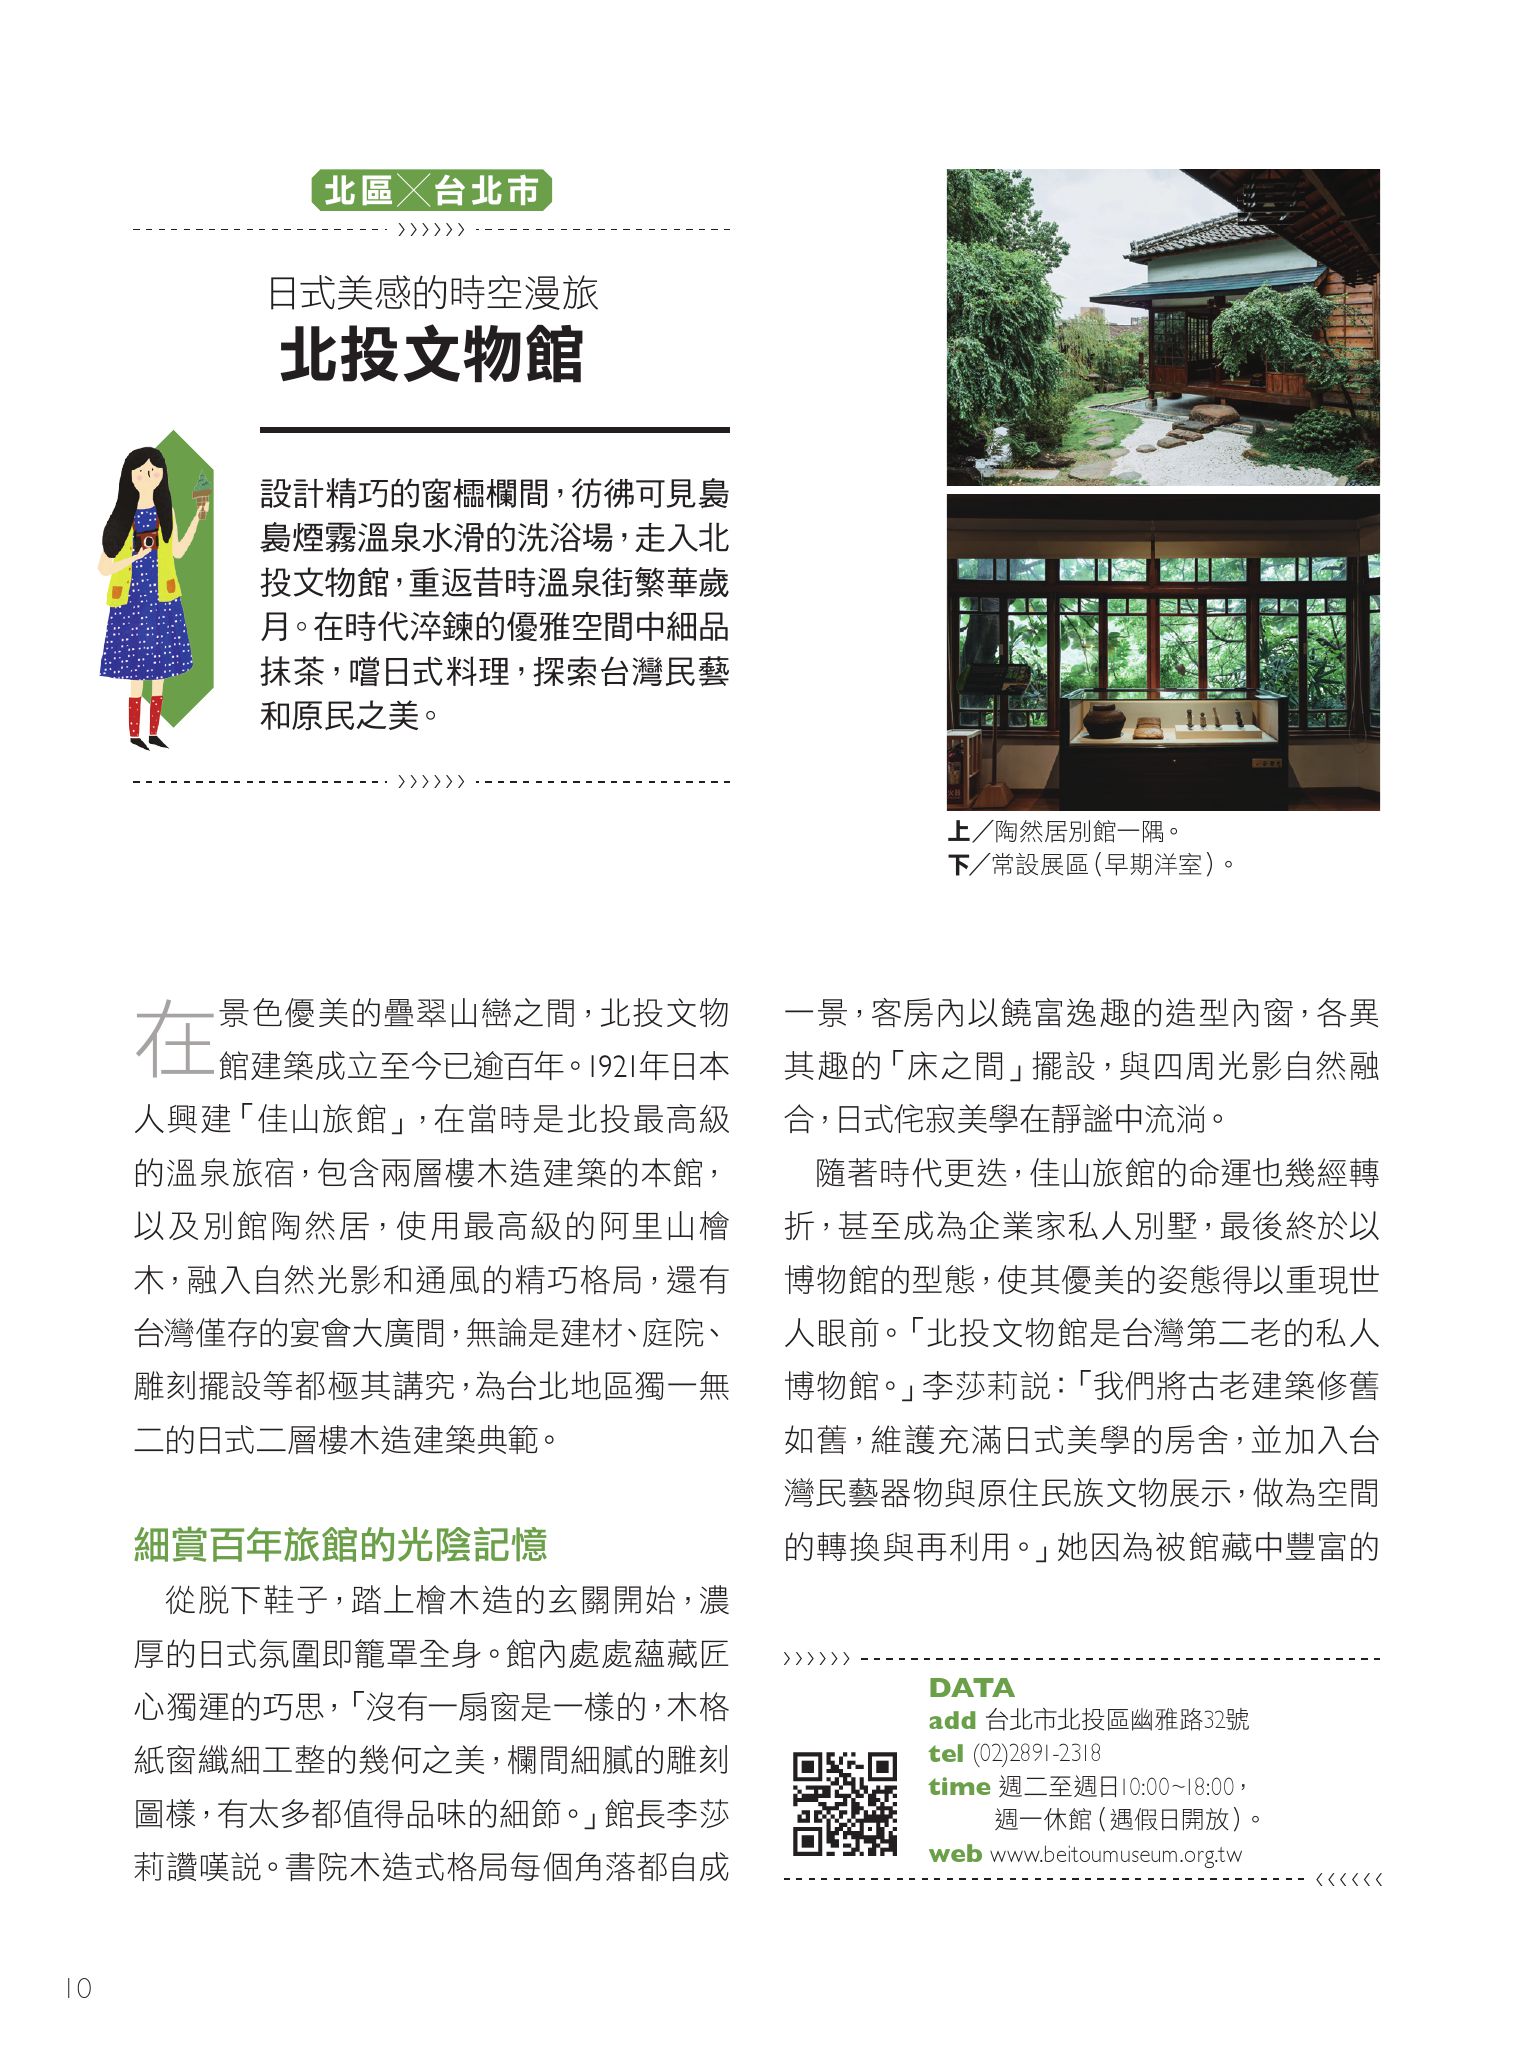 北區╳台北市
日式美感的時空漫旅
北投文物館
設計精巧的窗櫺欄間，彷彿可見裊
裊煙霧溫泉水滑的洗浴場，走入北
投文物館，重返昔時溫泉街繁華歲
月。在時代淬鍊的優雅空間中細品
抹茶，嚐日式料理，探索台灣民藝
和原民之美。
上／陶然居別館一隅。
下／常設展區（早期洋室）。
在景色優美的疊翠山巒之間，北投文物
館建築成立至今已逾百年。1921年日本
人興建「佳山旅館」，在當時是北投最高級
的溫泉旅宿，包含兩層樓木造建築的本館，
以及別館陶然居，使用最高級的阿里山檜
木，融入自然光影和通風的精巧格局，還有
台灣僅存的宴會大廣間，無論是建材、庭院、
雕刻擺設等都極其講究，為台北地區獨一無
二的日式二層樓木造建築典範。
細賞百年旅館的光陰記憶
從脫下鞋子，踏上檜木造的玄關開始，濃
厚的日式氛圍即籠罩全身。館內處處蘊藏匠
心獨運的巧思，「沒有一扇窗是一樣的，木格
紙窗纖細工整的幾何之美，欄間細膩的雕刻
圖樣，有太多都值得品味的細節。」館長李莎
莉讚嘆說。書院木造式格局每個角落都自成
一景，客房內以饒富逸趣的造型內窗，各異
其趣的「床之間」擺設，與四周光影自然融
合，日式侘寂美學在靜謐中流淌。
隨著時代更迭，佳山旅館的命運也幾經轉
折，甚至成為企業家私人別墅，最後終於以
博物館的型態，使其優美的姿態得以重現世
人眼前。「北投文物館是台灣第二老的私人
博物館。」李莎莉說：「我們將古老建築修舊
如舊，維護充滿日式美學的房舍，並加入台
灣民藝器物與原住民族文物展示，做為空間
的轉換與再利用。」她因為被館藏中豐富的
DATA
add 台北市北投區幽雅路32號
tel (02)2891-2318
time 週二至週日10:00~18:00，
週一休館（遇假日開放）。
web www.beitoumuseum.org.tw
10